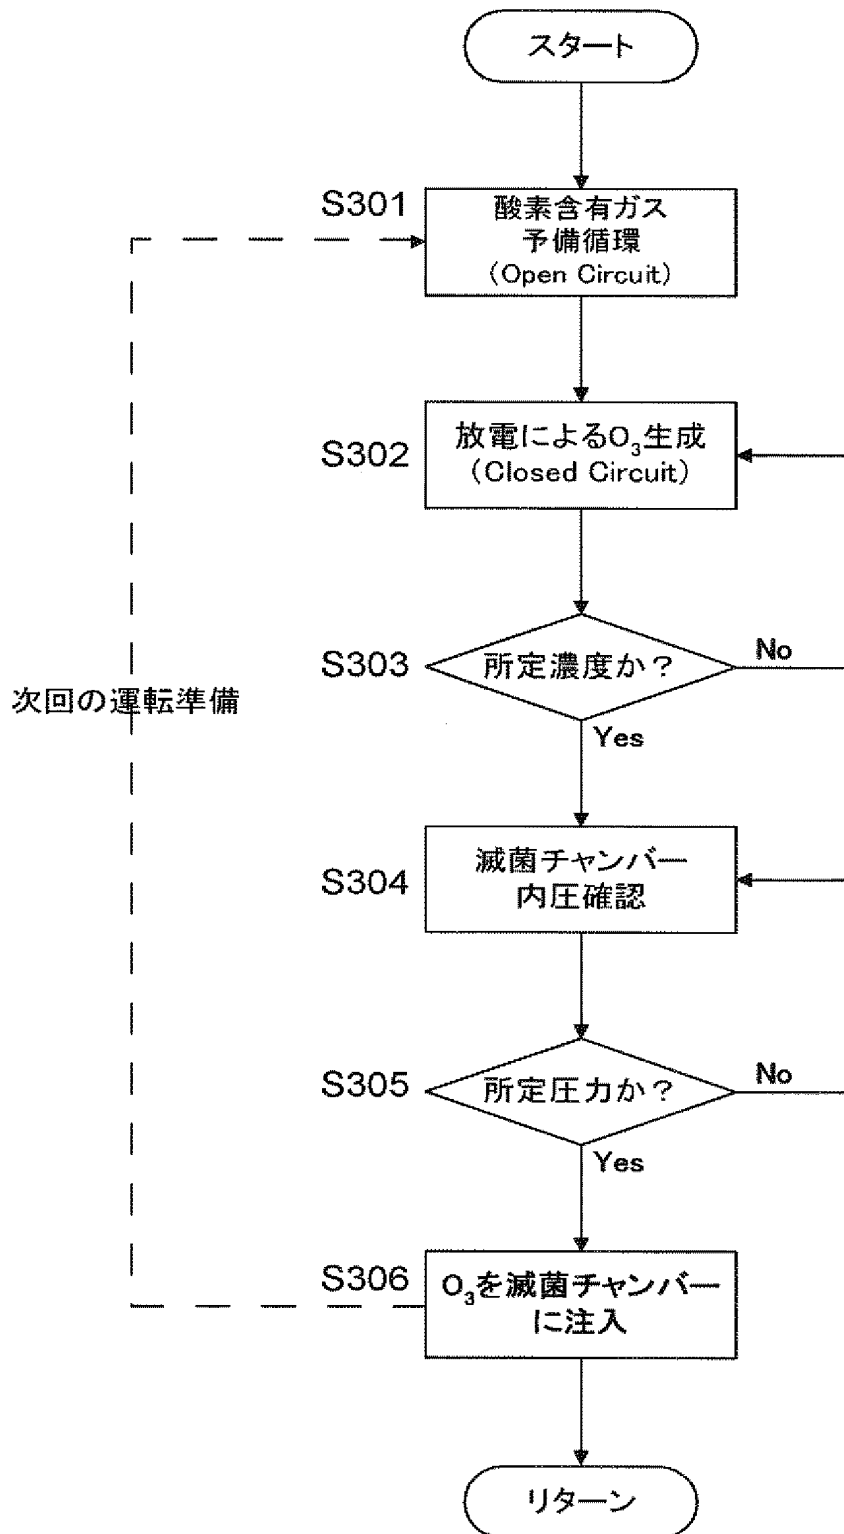 スタート
S301
酸素含有ガス
予備循環
(Open Circuit)
S302
放電によるO₃生成
(Closed Circuit)
S303
所定濃度か？
No
Yes
次回の運転準備
S304
滅菌チャンバー
内圧確認
S305
所定圧力か？
No
Yes
S306
O₃を滅菌チャンバー
に注入
リターン